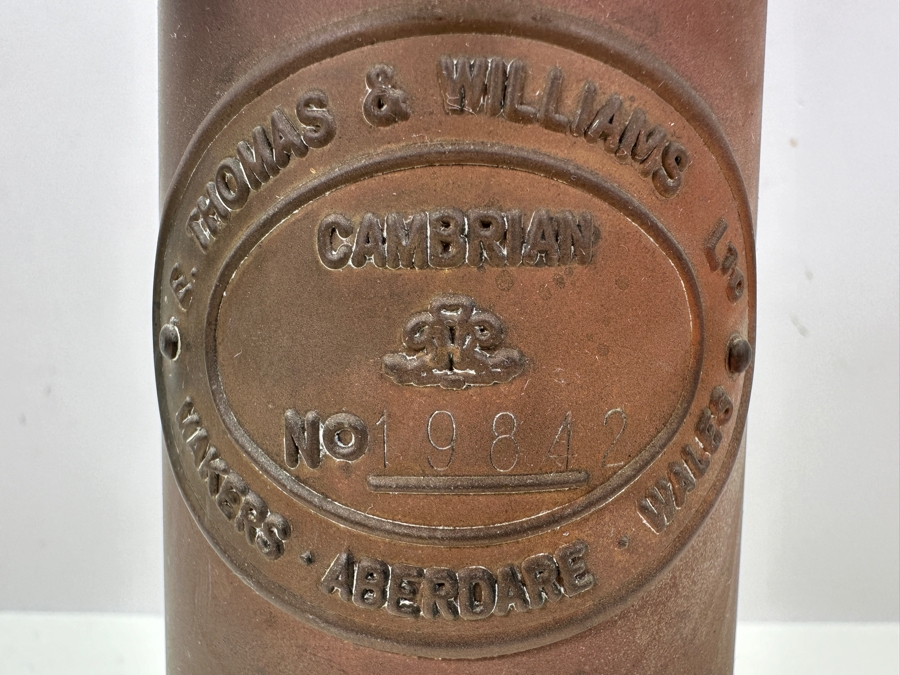 E. THOMAS & WILLIAMS LTD
CAMBRIAN
No 19842
MAKERS · ABERDARE · WALES